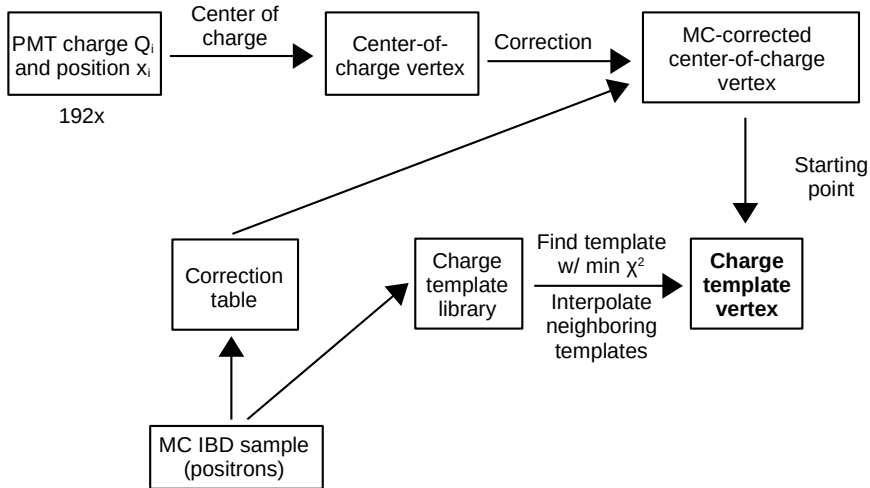 PMT charge Qᵢ
and position xᵢ
192x
Center of
charge
Center-of-
charge vertex
Correction
MC-corrected
center-of-charge
vertex
Starting
point
Correction
table
Charge
template
library
Find template
w/ min χ²
Interpolate
neighboring
templates
Charge
template
vertex
MC IBD sample
(positrons)